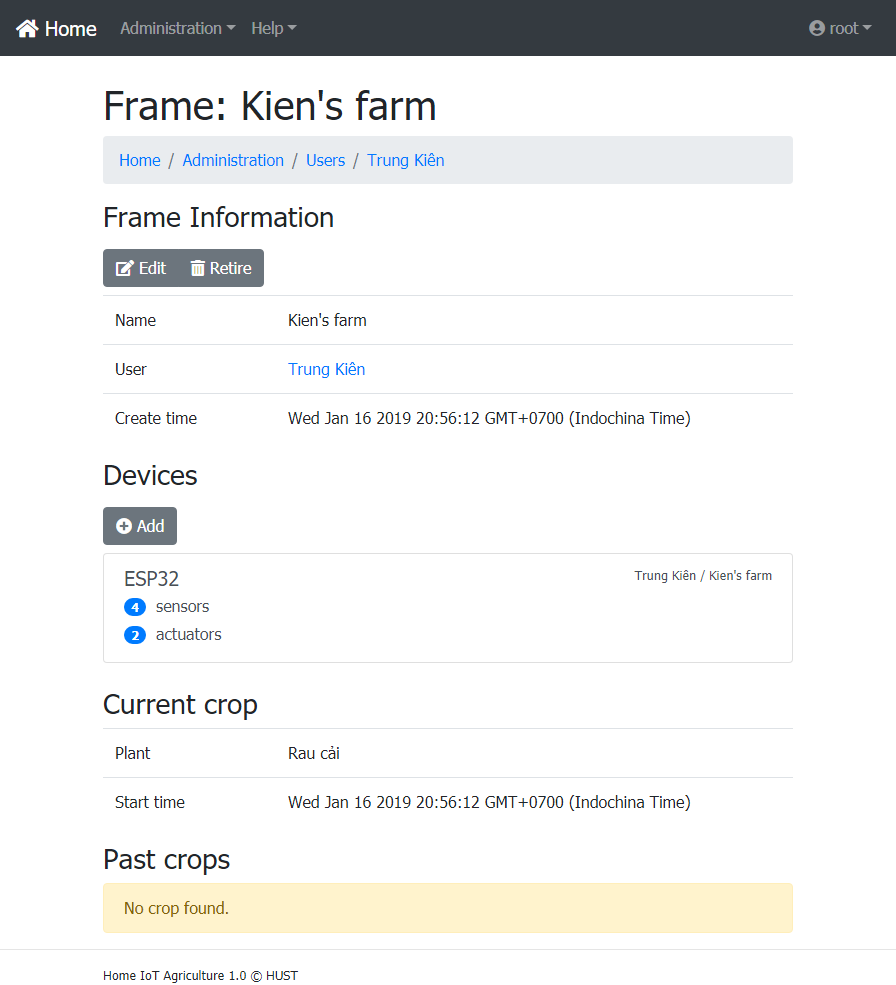 Home Administration Help root
Frame: Kien's farm
Home / Administration / Users / Trung Kiên
Frame Information
Edit Retire
Name Kien's farm
User Trung Kiên
Create time Wed Jan 16 2019 20:56:12 GMT+0700 (Indochina Time)
Devices
Add
ESP32 Trung Kiên / Kien's farm
4 sensors
2 actuators
Current crop
Plant Rau cải
Start time Wed Jan 16 2019 20:56:12 GMT+0700 (Indochina Time)
Past crops
No crop found.
Home IoT Agriculture 1.0 © HUST